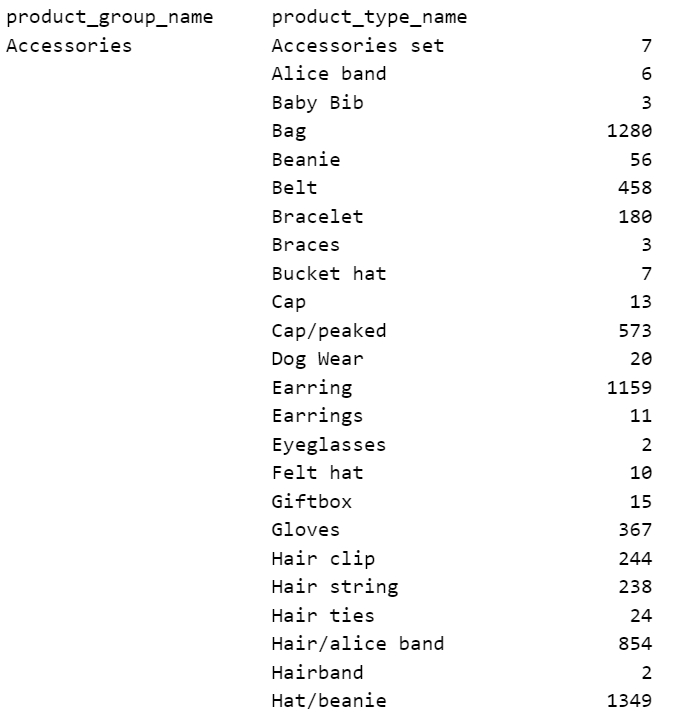 product_group_name product_type_name
Accessories Accessories set 7
Alice band 6
Baby Bib 3
Bag 1280
Beanie 56
Belt 458
Bracelet 180
Braces 3
Bucket hat 7
Cap 13
Cap/peaked 573
Dog Wear 20
Earring 1159
Earrings 11
Eyeglasses 2
Felt hat 10
Giftbox 15
Gloves 367
Hair clip 244
Hair string 238
Hair ties 24
Hair/alice band 854
Hairband 2
Hat/beanie 1349